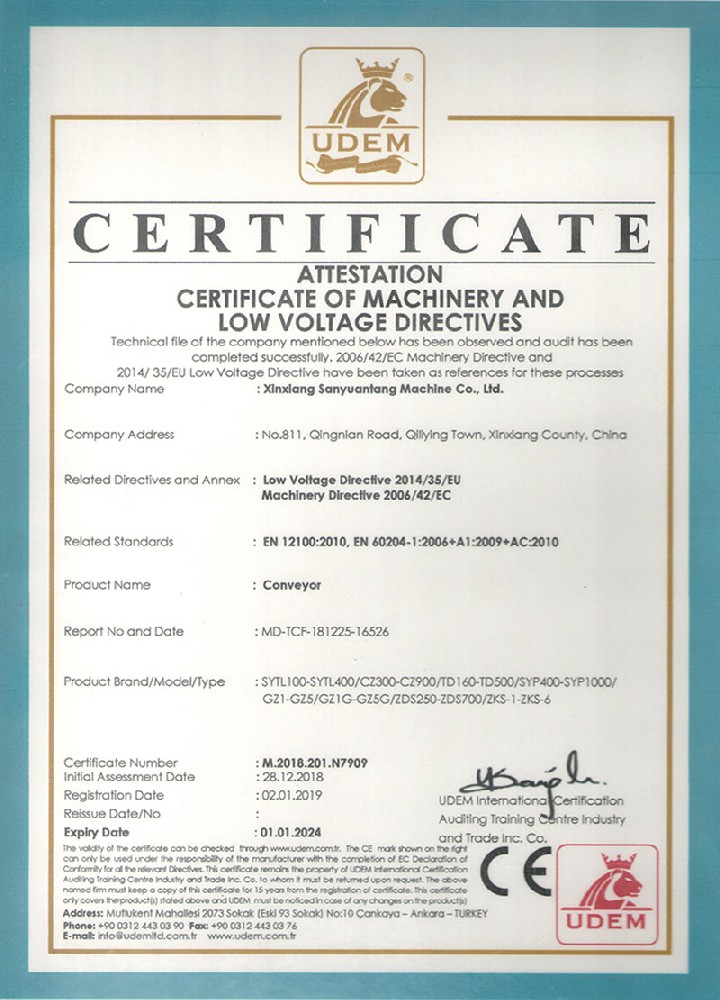 UDEM
CERTIFICATE
ATTESTATION
CERTIFICATE OF MACHINERY AND
LOW VOLTAGE DIRECTIVES
Technical file of the company mentioned below has been observed and audit has been
completed successfully. 2006/42/EC Machinery Directive and
2014/ 35/EU Low Voltage Directive have been taken as references for these processes
Company Name : Xinxiang Sanyuantang Machine Co., Ltd.
Company Address : No.811, Qingnian Road, Qiliying Town, Xinxiang County, China
Related Directives and Annex : Low Voltage Directive 2014/35/EU
Machinery Directive 2006/42/EC
Related Standards : EN 12100:2010, EN 60204-1:2006+A1:2009+AC:2010
Product Name : Conveyor
Report No and Date : MD-TCF-181225-16526
Product Brand/Model/Type : SYTL100-SYTL400/CZ300-CZ900/TD160-TD500/SYP400-SYP1000/
GZ1-GZ5/GZ1G-GZ5G/ZDS250-ZDS700/ZKS-1-ZKS-6
Certificate Number : M.2018.201.N7909
Initial Assessment Date : 28.12.2018
Registration Date : 02.01.2019
Reissue Date/No :
Expiry Date : 01.01.2024
UDEM International Certification
Auditing Training Centre Industry
and Trade Inc. Co.
The validity of the certificate can be checked through www.udem.com.tr. The CE mark shown on the right
can only be used under the responsibility of the manufacturer with the completion of EC Declaration of
Conformity for all the relevant Directives. This certificate remains the property of UDEM International Certification
Auditing Training Centre Industry and Trade Inc. Co. to whom it must be returned upon request. The above
named firm must keep a copy of this certificate for 15 years from the registration of certificate. This certificate
only covers the product(s) stated above and UDEM must be noticed in case of any changes on the product(s)
Address: Mutlukent Mahallesi 2073 Sokak (Eski 93 Sokak) No:10 Cankaya – Ankara – TURKEY
Phone: +90 0312 443 03 90 Fax: +90 0312 443 03 76
E-mail: info@udemltd.com.tr www.udem.com.tr
CE
UDEM